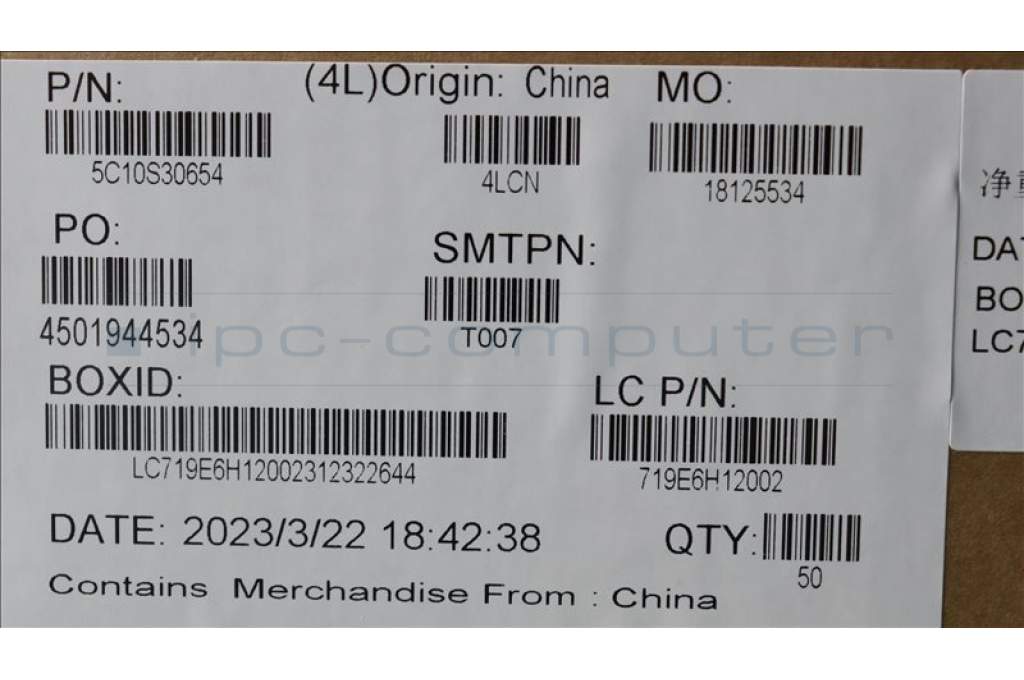 P/N:
(4L)Origin: China
MO:
5C10S30654
4LCN
18125534
PO:
SMTPN:
4501944534
T007
ipc-computer
BOXID:
LC P/N:
LC719E6H12002312322644
719E6H12002
DATE: 2023/3/22 18:42:38
QTY:
50
Contains Merchandise From : China
净
DA
BO
LC7